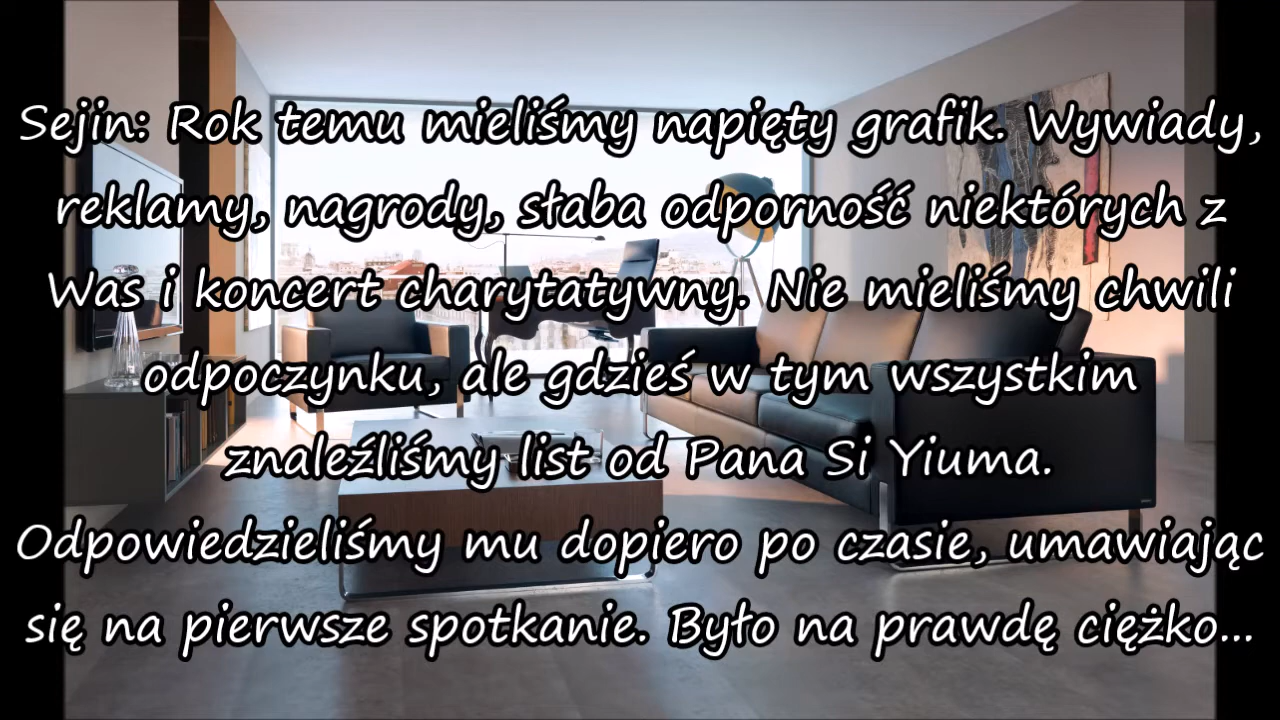 Sejin: Rok temu mieliśmy napięty grafik. Wywiady,
reklamy, nagrody, słaba odporność niektórych z
Was i koncert charytatywny. Nie mieliśmy chwili
odpoczynku, ale gdzieś w tym wszystkim
znaleźliśmy list od Pana Si Yiuma.
Odpowiedzieliśmy mu dopiero po czasie, umawiając
się na pierwsze spotkanie. Było na prawdę ciężko...